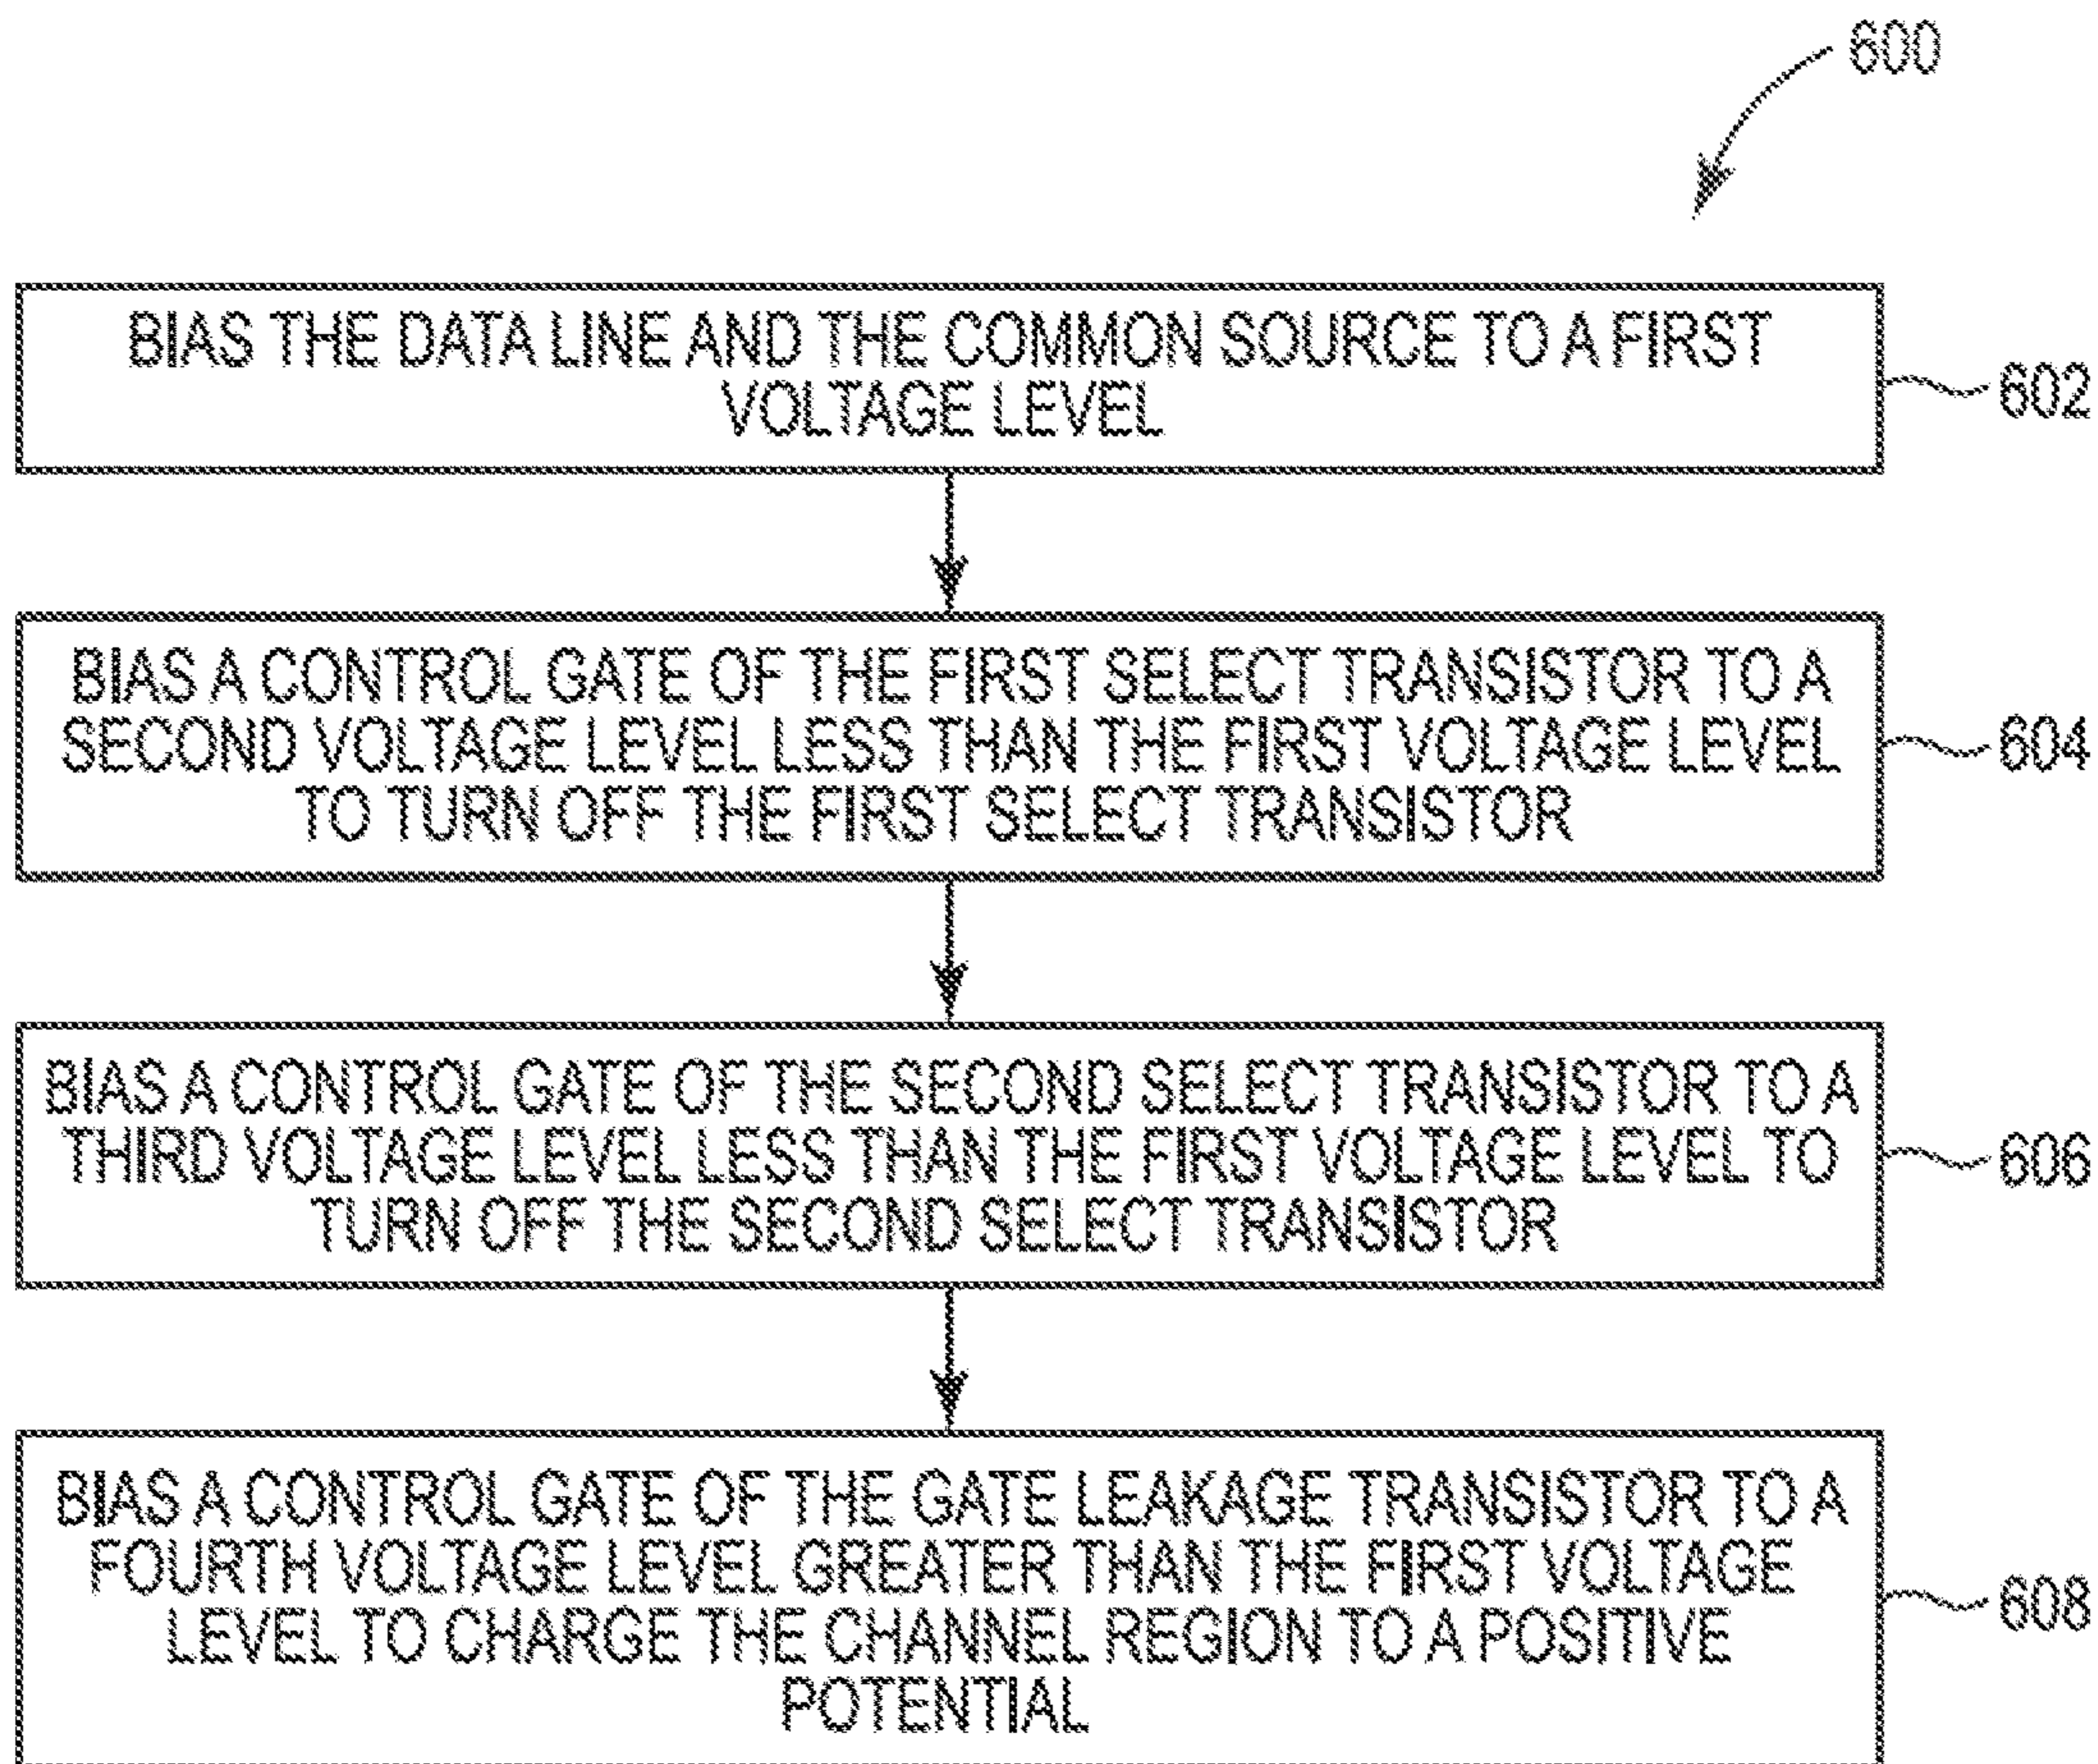 600
BIAS THE DATA LINE AND THE COMMON SOURCE TO A FIRST
VOLTAGE LEVEL
602
BIAS A CONTROL GATE OF THE FIRST SELECT TRANSISTOR TO A
SECOND VOLTAGE LEVEL LESS THAN THE FIRST VOLTAGE LEVEL
TO TURN OFF THE FIRST SELECT TRANSISTOR
604
BIAS A CONTROL GATE OF THE SECOND SELECT TRANSISTOR TO A
THIRD VOLTAGE LEVEL LESS THAN THE FIRST VOLTAGE LEVEL TO
TURN OFF THE SECOND SELECT TRANSISTOR
606
BIAS A CONTROL GATE OF THE GATE LEAKAGE TRANSISTOR TO A
FOURTH VOLTAGE LEVEL GREATER THAN THE FIRST VOLTAGE
LEVEL TO CHARGE THE CHANNEL REGION TO A POSITIVE
POTENTIAL
608